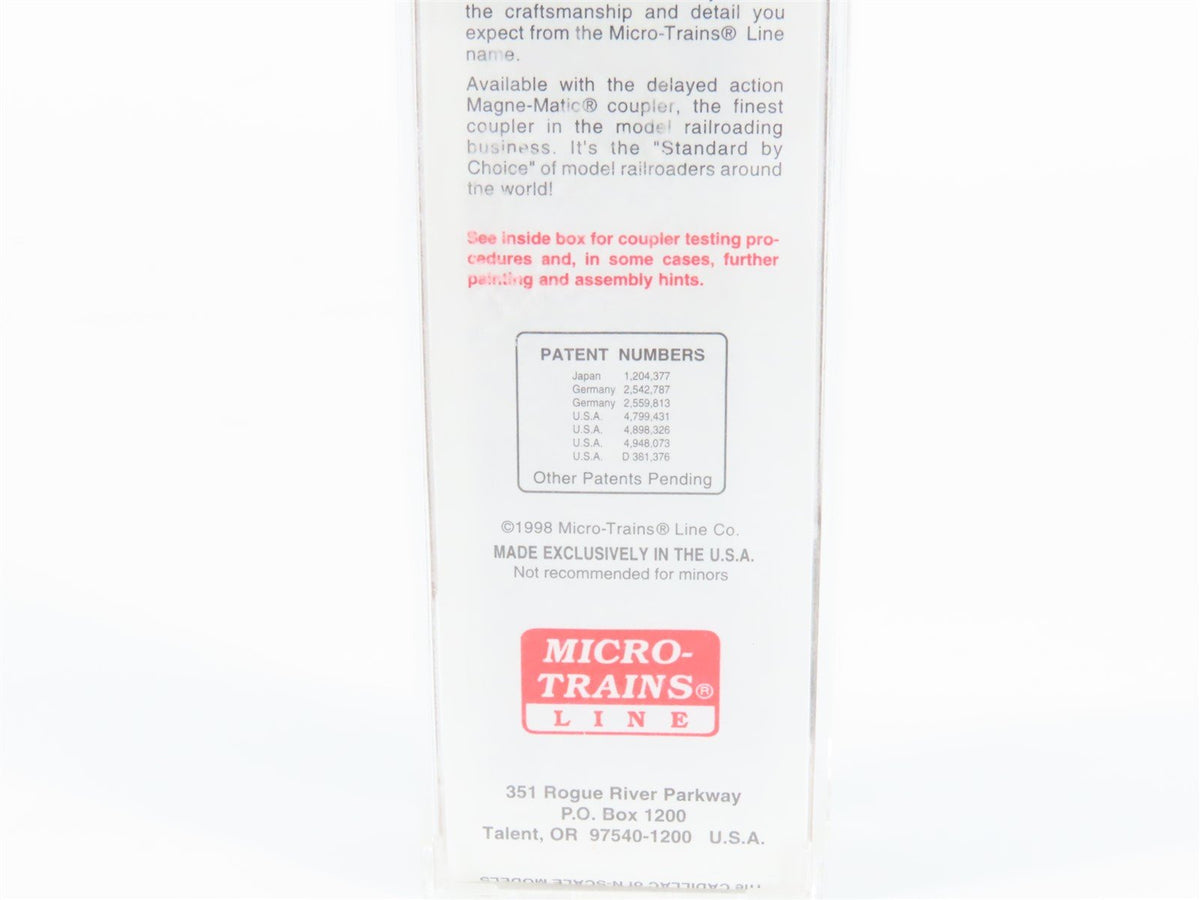 the craftsmanship and detail you
expect from the Micro-Trains® Line
name.
Available with the delayed action
Magne-Matic® coupler, the finest
coupler in the model railroading
business. It's the "Standard by
Choice" of model railroaders around
the world!
See inside box for coupler testing pro-
cedures and, in some cases, further
painting and assembly hints.
PATENT NUMBERS
Japan 1,204,377
Germany 2,542,787
Germany 2,559,813
U.S.A. 4,799,431
U.S.A. 4,898,326
U.S.A. 4,948,073
U.S.A. D 361,376
Other Patents Pending
©1998 Micro-Trains® Line Co.
MADE EXCLUSIVELY IN THE U.S.A.
Not recommended for minors
MICRO-
TRAINS®
LINE
351 Rogue River Parkway
P.O. Box 1200
Talent, OR 97540-1200 U.S.A.
The CADILLAC of N-SCALE MODELS